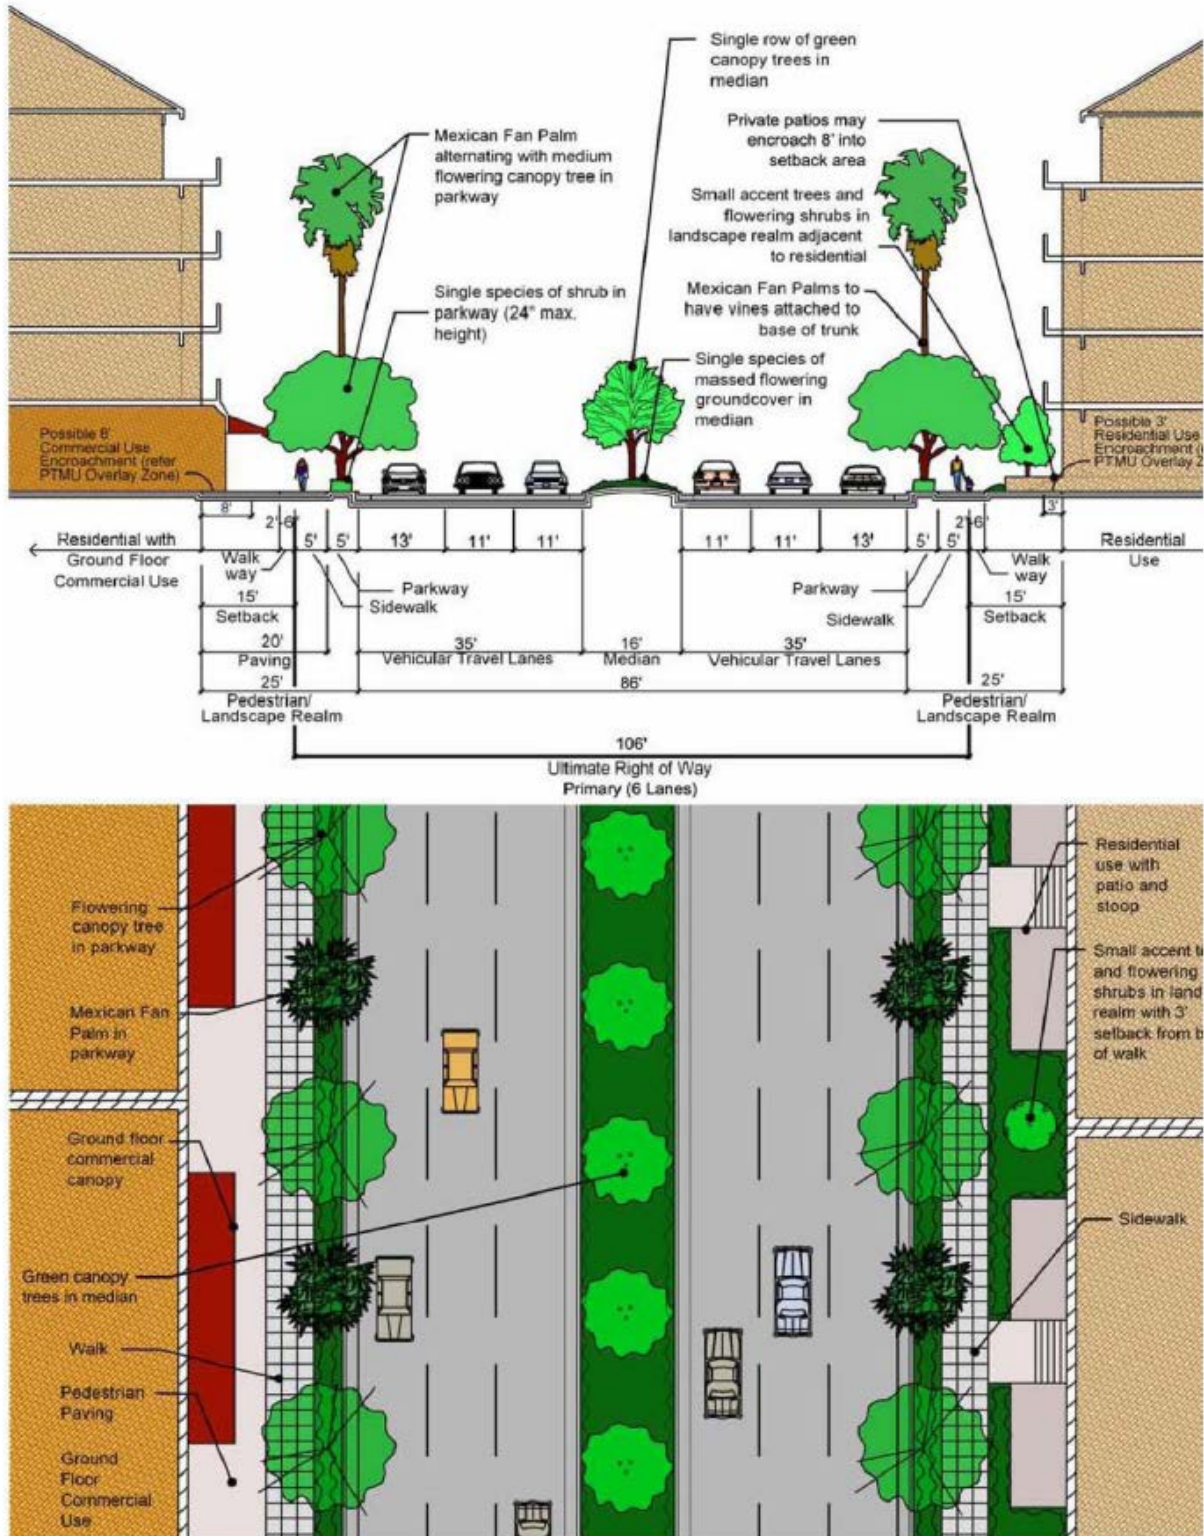 Single row of green
canopy trees in
median
Private patios may
encroach 8' into
setback area
Mexican Fan Palm
alternating with medium
flowering canopy tree in
parkway
Small accent trees and
flowering shrubs in
landscape realm adjacent
to residential
Single species of shrub in
parkway (24" max.
height)
Mexican Fan Palms to
have vines attached to
base of trunk
Single species of
massed flowering
groundcover in
median
Possible 8'
Commercial Use
Encroachment (refer
PTMU Overlay Zone)
Possible 3'
Residential Use
Encroachment (
PTMU Overlay Z
8' 2'-6" 5' 5' 13' 11' 11' 11' 11' 13' 5' 5' 2'-6" 3'
Residential with
Ground Floor
Commercial Use
Walk
way
Parkway
Sidewalk
Parkway
Sidewalk
Walk
way
Residential
Use
15'
Setback
15'
Setback
20'
Paving
35'
Vehicular Travel Lanes
16'
Median
35'
Vehicular Travel Lanes
25'
Pedestrian/
Landscape Realm
86'
25'
Pedestrian/
Landscape Realm
106'
Ultimate Right of Way
Primary (6 Lanes)
Flowering
canopy tree
in parkway
Mexican Fan
Palm in
parkway
Ground floor
commercial
canopy
Green canopy
trees in median
Walk
Pedestrian
Paving
Ground
Floor
Commercial
Use
Residential
use with
patio and
stoop
Small accent
and flowering
shrubs in land
realm with 3'
setback from b
of walk
Sidewalk